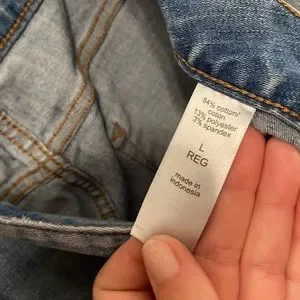 84% cotton/
coton
13% polyester
3% spandex
L
REG
made in
indonesia